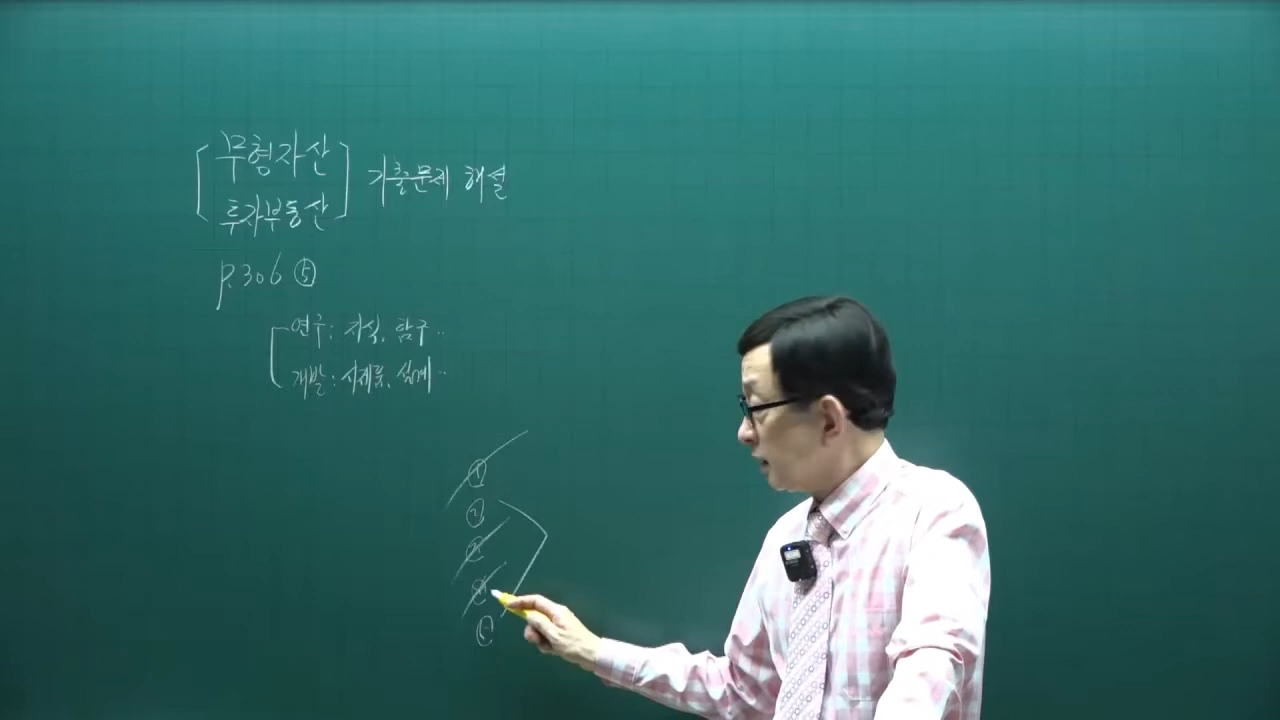 무형자산
투자부동산
기출문제 해설
p.306 ⑤
연구: 지식, 탐구..
개발: 시제품, 설계..
①
②
③
④
⑤